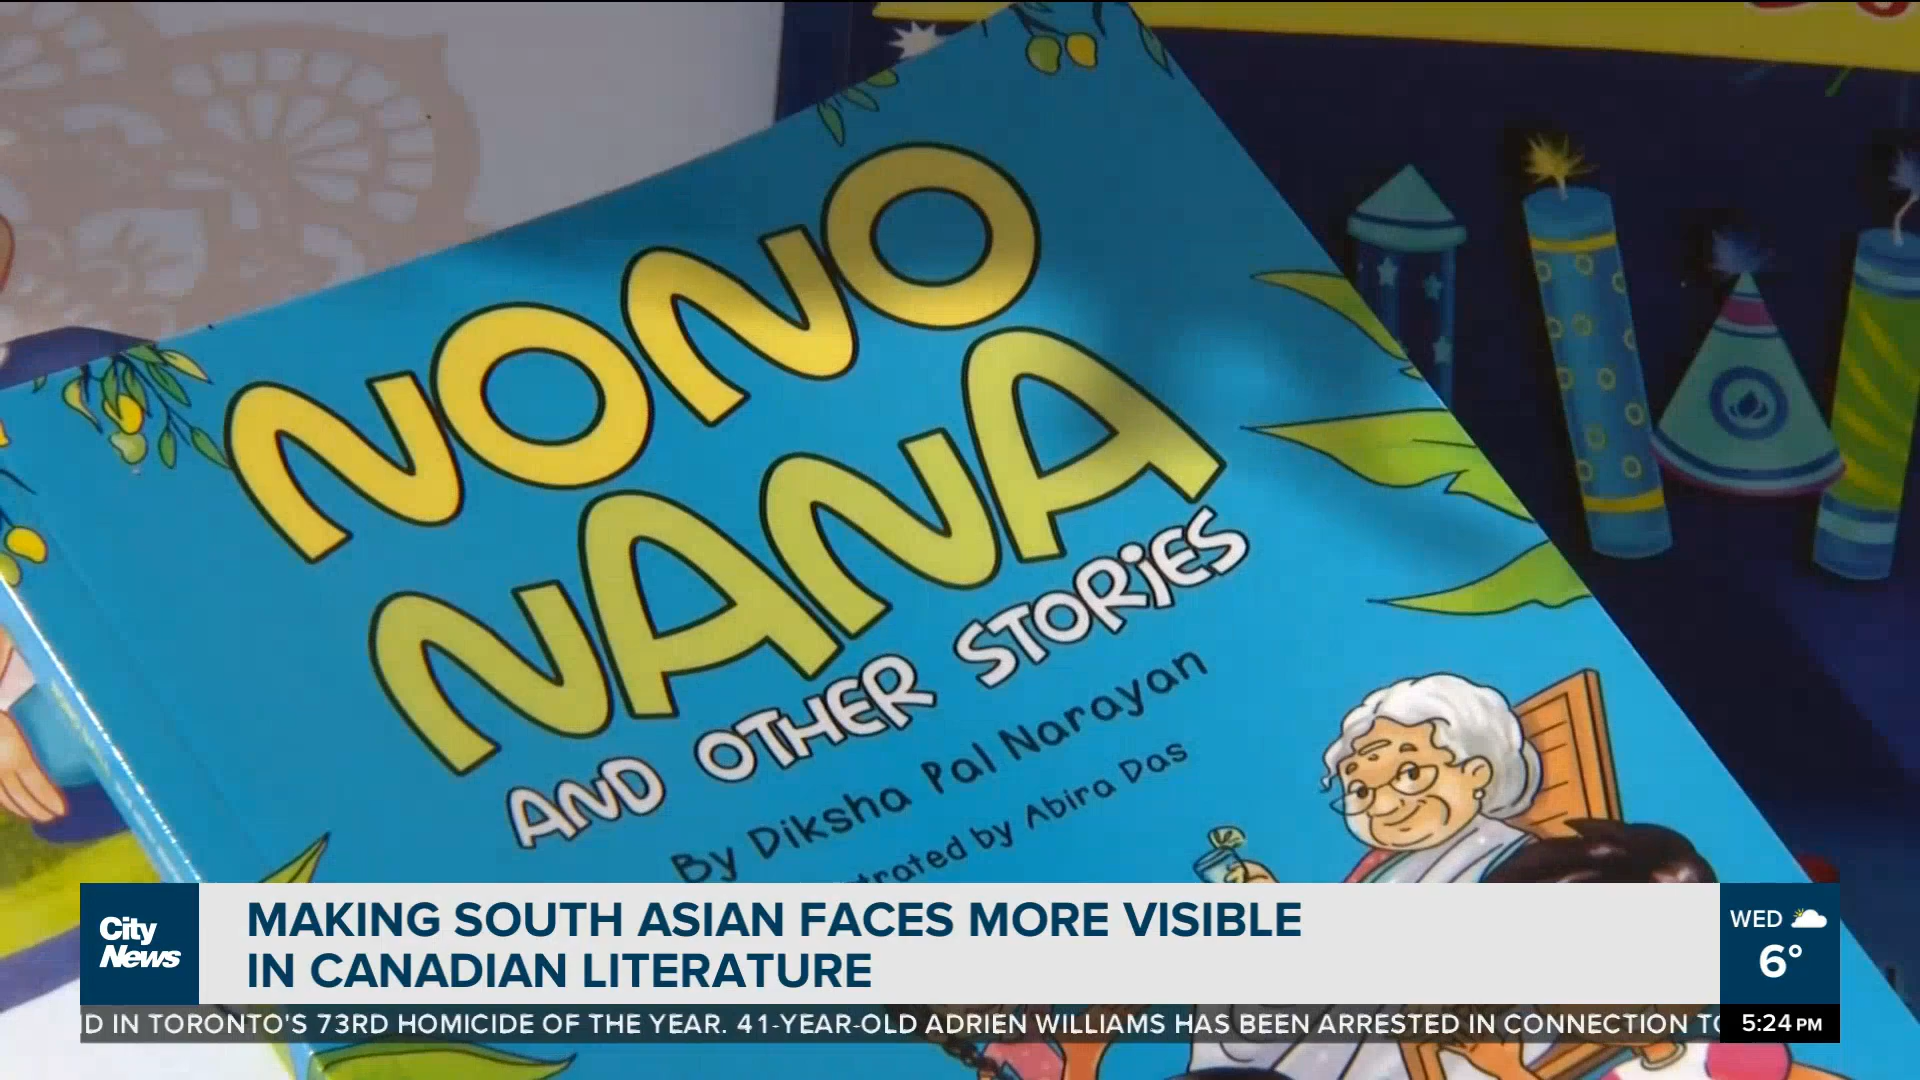 NONO
NANA
AND OTHER STORIES
By Diksha Pal Narayan
trated by Abira Das
City
News
MAKING SOUTH ASIAN FACES MORE VISIBLE
IN CANADIAN LITERATURE
WED
6°
D IN TORONTO'S 73RD HOMICIDE OF THE YEAR. 41-YEAR-OLD ADRIEN WILLIAMS HAS BEEN ARRESTED IN CONNECTION TO
5:24 PM